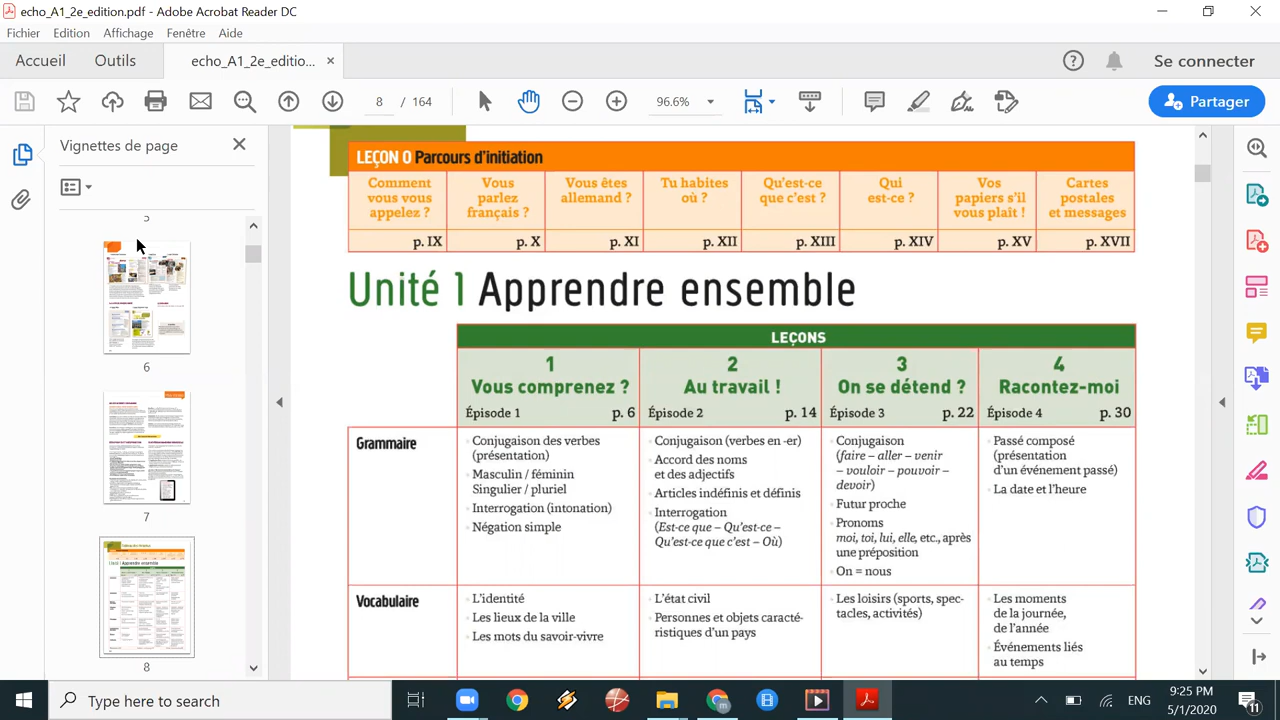 echo_A1_2e_edition.pdf - Adobe Acrobat Reader DC
Fichier Edition Affichage Fenêtre Aide
Accueil Outils echo_A1_2e_editio... × Se connecter
8 / 164 96.6% Partager
Vignettes de page
5
6
7
8
LEÇON 0 Parcours d'initiation
Comment vous vous appelez ?
p. IX
Vous parlez français ?
p. X
Vous êtes allemand ?
p. XI
Tu habites où ?
p. XII
Qu'est-ce que c'est ?
p. XIII
Qui est-ce ?
p. XIV
Vos papiers s'il vous plaît !
p. XV
Cartes postales et messages
p. XVII
Unité 1 Apprendre ensemble
LEÇONS
1
Vous comprenez ?
Épisode 1 p. 6
2
Au travail !
Épisode 2 p. 14
3
On se détend ?
Épisode 3 p. 22
4
Racontez-moi
Épisode 4 p. 30
Grammaire
Conjugaison des verbes
(présentation)
Masculin / féminin
Singulier / pluriel
Interrogation (intonation)
Négation simple
Conjugaison (verbes en -er)
Accord des noms
et des adjectifs
Articles indéfinis et définis
Interrogation
(Est-ce que – Qu'est-ce –
Qu'est-ce que c'est – Où)
Conjugaison
(faire – aller – venir
– vouloir – pouvoir –
devoir)
Futur proche
Pronoms
moi, toi, lui, elle, etc., après
une préposition
On = nous
Passé composé
(présentation
d'un événement passé)
La date et l'heure
Vocabulaire
L'identité
Les lieux de la ville
Les mots du savoir-vivre
L'état civil
Personnes et objets caracté-
ristiques d'un pays
Les loisirs (sports, spec-
tacles, activités)
Les moments
de la journée,
de l'année
Événements liés
au temps
Type here to search
ENG
9:25 PM
5/1/2020
11